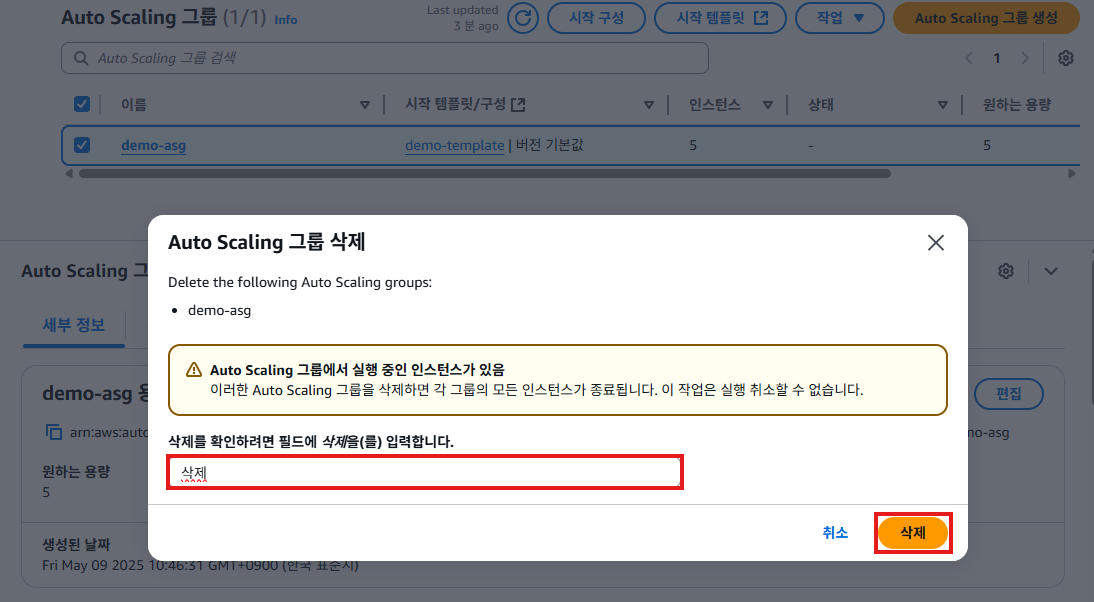 Auto Scaling 그룹 (1/1) Info
Last updated
3 분 ago
시작 구성
시작 템플릿
작업
Auto Scaling 그룹 생성
Auto Scaling 그룹 검색
1
이름
시작 템플릿/구성
인스턴스
상태
원하는 용량
demo-asg
demo-template | 버전 기본값
5
-
5
Auto Scaling 그룹 삭제
Delete the following Auto Scaling groups:
• demo-asg
Auto Scaling 그룹에서 실행 중인 인스턴스가 있음
이러한 Auto Scaling 그룹을 삭제하면 각 그룹의 모든 인스턴스가 종료됩니다. 이 작업은 실행 취소할 수 없습니다.
삭제를 확인하려면 필드에 삭제을(를) 입력합니다.
삭제
취소
삭제
Auto Scaling
세부 정보
demo-asg
편집
arn:aws:auto
mo-asg
원하는 용량
5
생성된 날짜
Fri May 09 2025 10:46:31 GMT+0900 (한국 표준시)